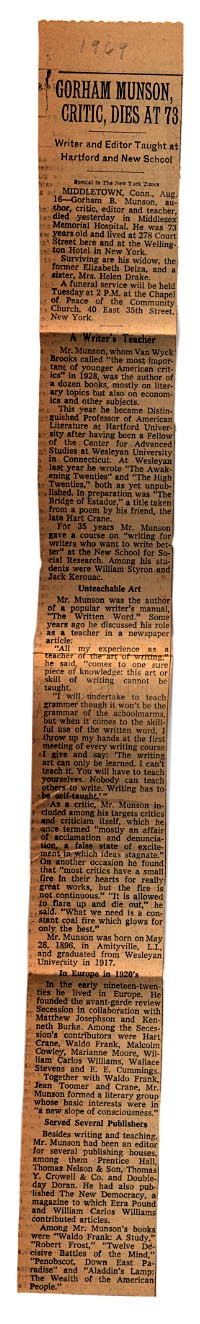 1969
GORHAM MUNSON,
CRITIC, DIES AT 73
Writer and Editor Taught at
Hartford and New School
Special to The New York Times
MIDDLETOWN, Conn., Aug.
16—Gorham B. Munson, au-
thor, critic, editor and teacher,
died yesterday in Middlesex
Memorial Hospital. He was 73
years old and lived at 278 Court
Street here and at the Welling-
ton Hotel in New York.
Surviving are his widow, the
former Elizabeth Delza, and a
sister, Mrs. Helen Drake.
A funeral service will be held
Tuesday at 2 P.M. at the Chapel
of Peace of the Community
Church, 40 East 35th Street,
New York.
A Writer's Teacher
Mr. Munson, whom Van Wyck
Brooks called "the most impor-
tant of younger American crit-
ics" in 1928, was the author of
a dozen books, mostly on liter-
ary topics but also on econom-
ics and other subjects.
This year he became Distin-
guished Professor of American
Literature at Hartford Univer-
sity after having been a Fellow
of the Center for Advanced
Studies at Wesleyan University
in Connecticut. At Wesleyan
last year he wrote "The Awak-
ening Twenties" and "The High
Twenties," both as yet unpub-
lished. In preparation was "The
Bridge of Estador," a title taken
from a poem by his friend, the
late Hart Crane.
For 35 years Mr. Munson
gave a course on "writing for
writers who want to write bet-
ter" at the New School for So-
cial Research. Among his stu-
dents were William Styron and
Jack Kerouac.
Unteachable Art
Mr. Munson was the author
of a popular writer's manual,
"The Written Word." Some
years ago he discussed his role
as a teacher in a newspaper
article:
"All my experience as a
teacher of the art of writing,"
he said, "comes to one sure
piece of knowledge: this art or
skill of writing cannot be
taught.
"I will undertake to teach
grammer though it won't be the
grammar of the schoolmarms,
but when it comes to the skill-
ful use of the written word, I
throw up my hands at the first
meeting of every writing course
I give and say: 'The writing
art can only be learned. I can't
teach it. You will have to teach
yourselves. Nobody can teach
others to write. Writing has to
be self-taught.'"
As a critic, Mr. Munson in-
cluded among his targets critics
and criticism itself, which he
once termed "mostly an affair
of acclamation and denuncia-
tion, a false state of excite-
ment in which ideas stagnate."
On another occasion he found
that "most critics have a small
fire in their hearts for really
great works, but the fire is
not continuous." "It is allowed
to flare up and die out," he
said. "What we need is a con-
stant coal fire which glows for
only the best."
Mr. Munson was born on May
26, 1896, in Amityville, L.I.,
and graduated from Wesleyan
University in 1917.
In Europe in 1920's
In the early nineteen-twen-
ties he lived in Europe. He
founded the avant-garde review
Secession in collaboration with
Matthew Josephson and Ken-
neth Burke. Among the Seces-
sion's contributors were Hart
Crane, Waldo Frank, Malcolm
Cowley, Marianne Moore, Wil-
liam Carlos Williams, Wallace
Stevens and E. E. Cummings.
Together with Waldo Frank,
Jean Toomer and Crane, Mr.
Munson formed a literary group
whose basic interests were in
"a new slope of consciousness."
Served Several Publishers
Besides writing and teaching,
Mr. Munson had been an editor
for several publishing houses,
among them Prentice Hall,
Thomas Nelson & Son, Thomas
Y. Crowell & Co. and Double-
day Doran. He had also pub-
lished The New Democracy, a
magazine to which Ezra Pound
and William Carlos Williams
contributed articles.
Among Mr. Munson's books
were "Waldo Frank: A Study,"
"Robert Frost," "Twelve De-
cisive Battles of the Mind,"
"Penobscot, Down East Pa-
radise" and "Aladdin's Lamp:
The Wealth of the American
People."